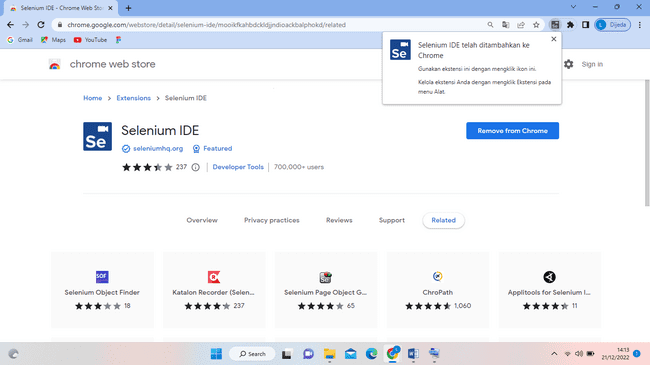 Selenium IDE - Chrome Web Sto
chrome.google.com/webstore/detail/selenium-ide/mooikfkahbdckldjjndioackbalphokd/related
L
Dijeda
Gmail
Maps
YouTube
chrome web store
Sign in
Se
Selenium IDE telah ditambahkan ke
Chrome
Gunakan ekstensi ini dengan mengklik ikon ini.
Kelola ekstensi Anda dengan mengklik Ekstensi pada
menu Alat.
Home
Extensions
Selenium IDE
Se
Selenium IDE
Remove from Chrome
seleniumhq.org
Featured
237
Developer Tools
700,000+ users
Overview
Privacy practices
Reviews
Support
Related
SOF
Selenium Object Finder
18
Katalon Recorder (Selen...
237
Selenium Page Object G...
65
ChroPath
1,060
Applitools for Selenium I...
11
Search
14:13
21/12/2022